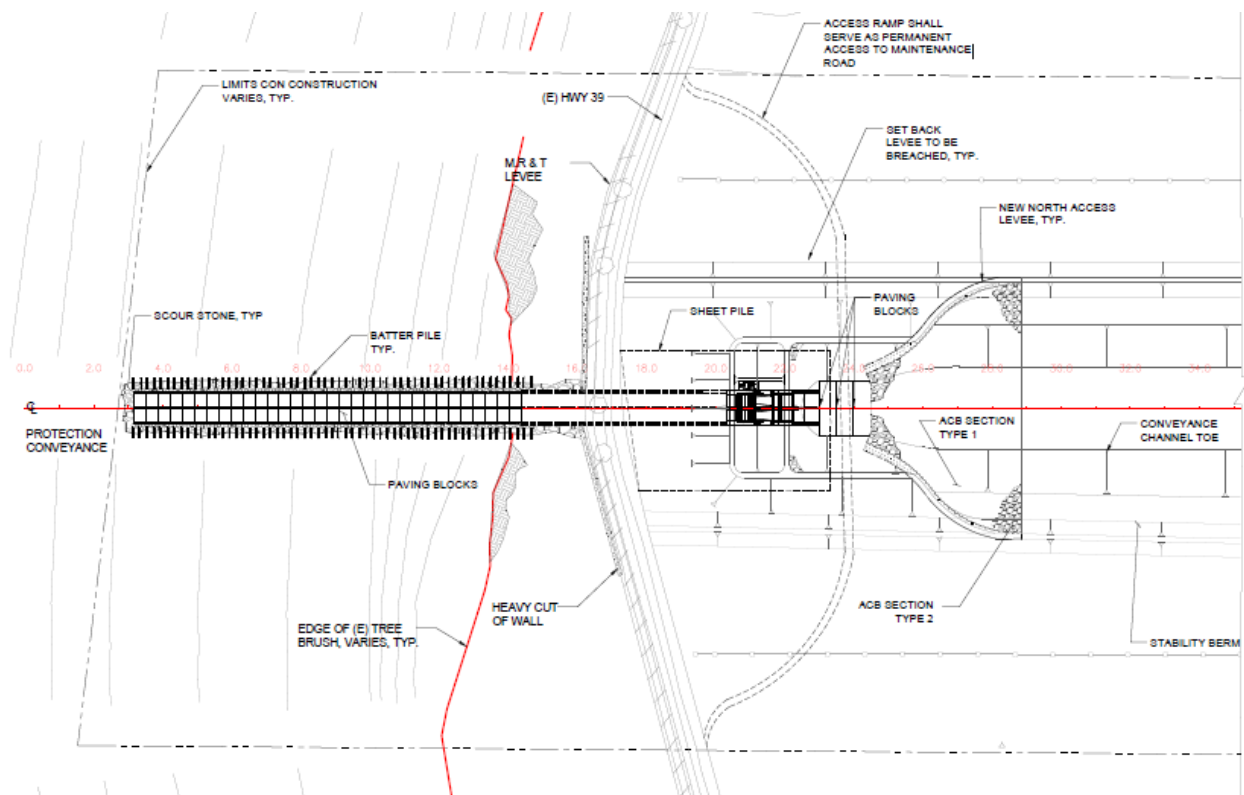 ACCESS RAMP SHALL
SERVE AS PERMANENT
ACCESS TO MAINTENANCE
ROAD
LIMITS CON CONSTRUCTION
VARIES, TYP.
(E) HWY 39
SET BACK
LEVEE TO BE
BREACHED, TYP.
M.R & T
LEVEE
NEW NORTH ACCESS
LEVEE, TYP.
SCOUR STONE, TYP
BATTER PILE
TYP.
SHEET PILE
PAVING
BLOCKS
0.0 2.0 4.0 6.0 8.0 10.0 12.0 14.0 16.0 18.0 20.0 22.0 24.0 26.0 28.0 30.0 32.0 34.0
PROTECTION
CONVEYANCE
ACB SECTION
TYPE 1
CONVEYANCE
CHANNEL TOE
PAVING BLOCKS
HEAVY CUT
OF WALL
ACB SECTION
TYPE 2
EDGE OF (E) TREE
BRUSH, VARIES, TYP.
STABILITY BERM